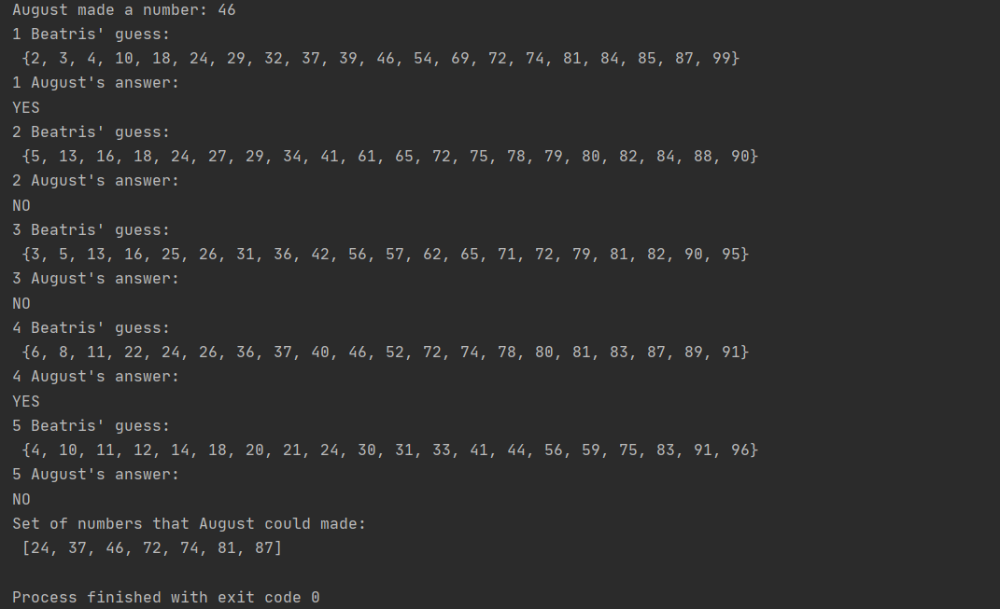 August made a number: 46
1 Beatris' guess:
{2, 3, 4, 10, 18, 24, 29, 32, 37, 39, 46, 54, 69, 72, 74, 81, 84, 85, 87, 99}
1 August's answer:
YES
2 Beatris' guess:
{5, 13, 16, 18, 24, 27, 29, 34, 41, 61, 65, 72, 75, 78, 79, 80, 82, 84, 88, 90}
2 August's answer:
NO
3 Beatris' guess:
{3, 5, 13, 16, 25, 26, 31, 36, 42, 56, 57, 62, 65, 71, 72, 79, 81, 82, 90, 95}
3 August's answer:
NO
4 Beatris' guess:
{6, 8, 11, 22, 24, 26, 36, 37, 40, 46, 52, 72, 74, 78, 80, 81, 83, 87, 89, 91}
4 August's answer:
YES
5 Beatris' guess:
{4, 10, 11, 12, 14, 18, 20, 21, 24, 30, 31, 33, 41, 44, 56, 59, 75, 83, 91, 96}
5 August's answer:
NO
Set of numbers that August could made:
[24, 37, 46, 72, 74, 81, 87]
Process finished with exit code 0